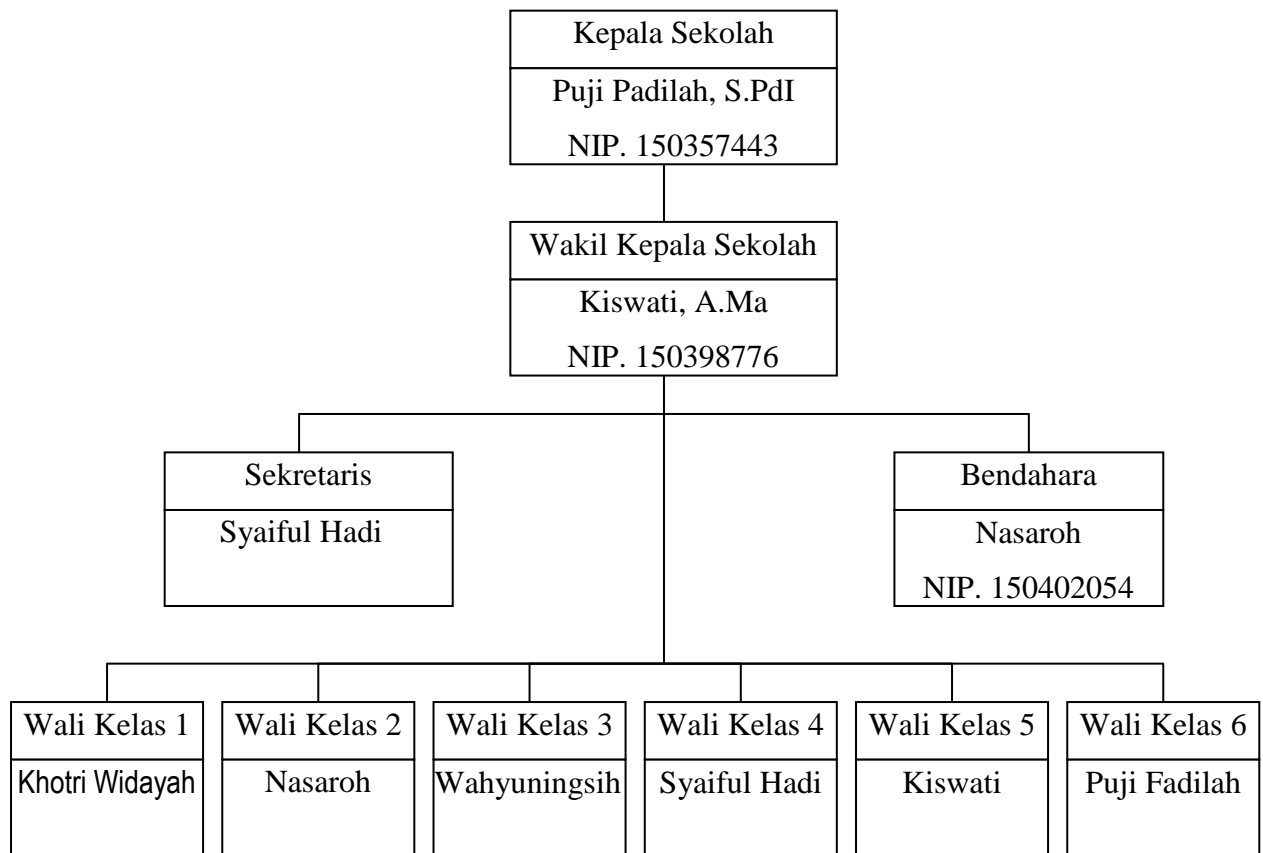 Kepala Sekolah
Puji Padilah, S.PdI
NIP. 150357443
Wakil Kepala Sekolah
Kiswati, A.Ma
NIP. 150398776
Sekretaris
Syaiful Hadi
Bendahara
Nasaroh
NIP. 150402054
Wali Kelas 1
Khotri Widayah
Wali Kelas 2
Nasaroh
Wali Kelas 3
Wahyuningsih
Wali Kelas 4
Syaiful Hadi
Wali Kelas 5
Kiswati
Wali Kelas 6
Puji Fadilah